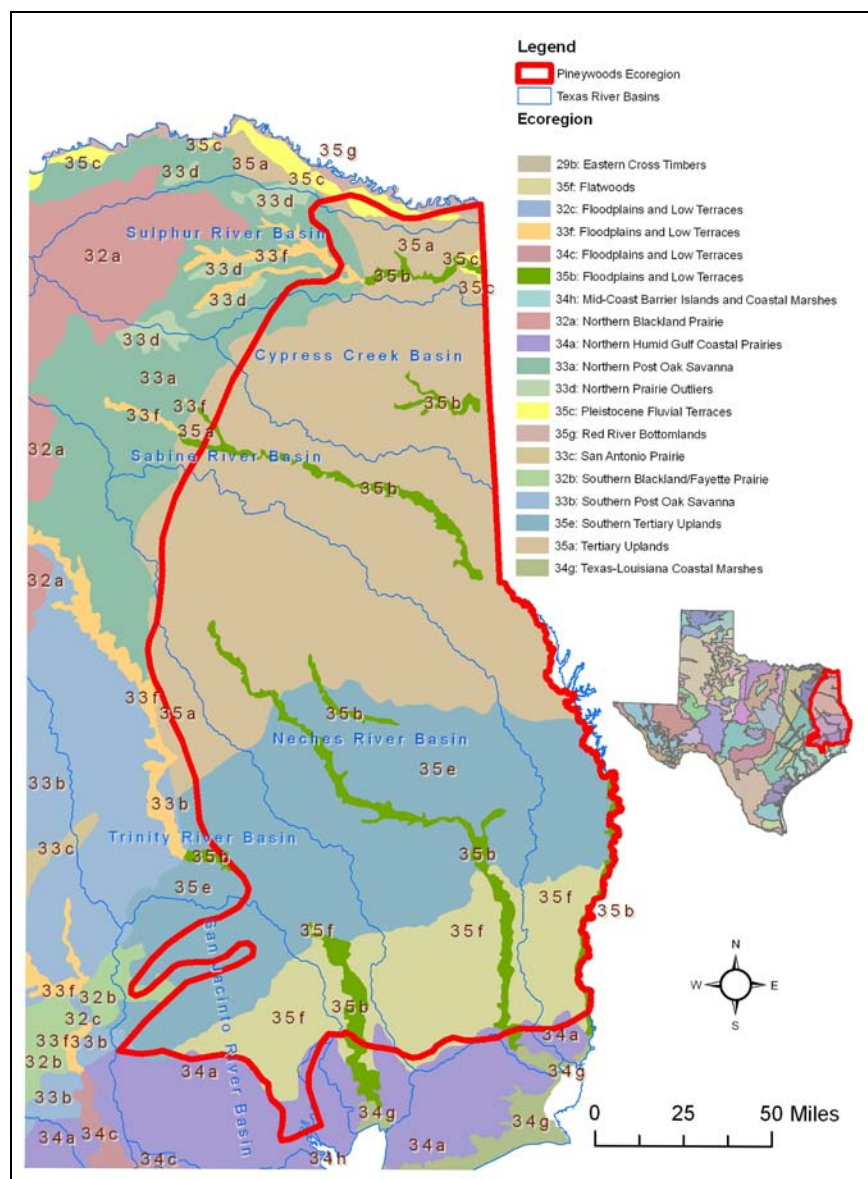 Legend
Pineywoods Ecoregion
Texas River Basins
Ecoregion
29b: Eastern Cross Timbers
35f: Flatwoods
32c: Floodplains and Low Terraces
33f: Floodplains and Low Terraces
34c: Floodplains and Low Terraces
35b: Floodplains and Low Terraces
34h: Mid-Coast Barrier Islands and Coastal Marshes
32a: Northern Blackland Prairie
34a: Northern Humid Gulf Coastal Prairies
33a: Northern Post Oak Savanna
33d: Northern Prairie Outliers
35c: Pleistocene Fluvial Terraces
35g: Red River Bottomlands
33c: San Antonio Prairie
32b: Southern Blackland/Fayette Prairie
33b: Southern Post Oak Savanna
35e: Southern Tertiary Uplands
35a: Tertiary Uplands
34g: Texas-Louisiana Coastal Marshes
35c
35c
35g
33d
35a
35c
33d
Sulphur River Basin
32a
33f
35a
33d
35b
35c
33d
35c
33d
Cypress Creek Basin
33a
33f
33f
35b
35a
32a
Sabine River Basin
35b
32a
33f
35a
35b
Neches River Basin
35e
33b
33b
Trinity River Basin
33c
35b
35b
35e
35f
35b
San Jacinto River Basin
35f
35f
33f
32b
35b
32c
35f
33f
33b
34a
32b
34a
34g
33b
34g
34g
34a
34c
34a
34c
34h
N
W
E
S
0
25
50 Miles